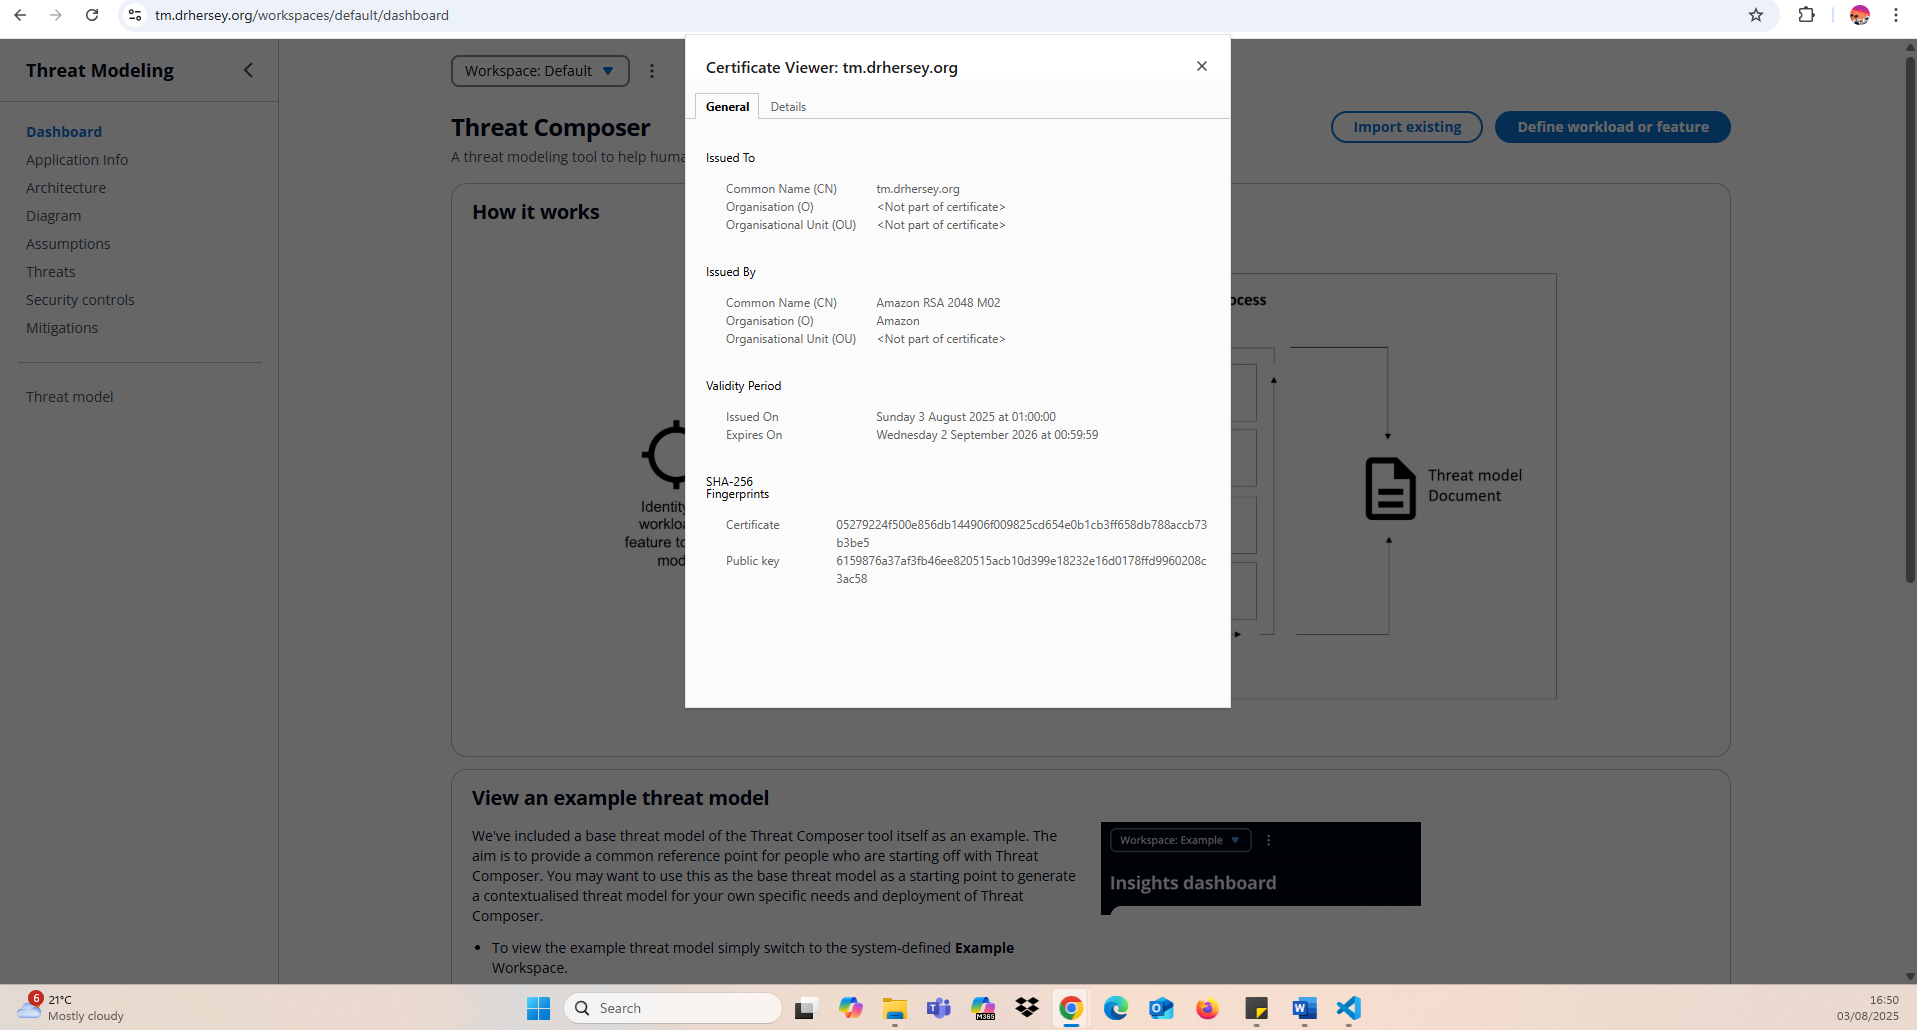 tm.drhersey.org/workspaces/default/dashboard
Threat Modeling
Dashboard
Application Info
Architecture
Diagram
Assumptions
Threats
Security controls
Mitigations
Threat model
Workspace: Default
Threat Composer
A threat modeling tool to help huma
Import existing
Define workload or feature
How it works
Identity
worklo
feature to
mod
ocess
Threat model
Document
Certificate Viewer: tm.drhersey.org
General
Details
Issued To
Common Name (CN) tm.drhersey.org
Organisation (O) <Not part of certificate>
Organisational Unit (OU) <Not part of certificate>
Issued By
Common Name (CN) Amazon RSA 2048 M02
Organisation (O) Amazon
Organisational Unit (OU) <Not part of certificate>
Validity Period
Issued On Sunday 3 August 2025 at 01:00:00
Expires On Wednesday 2 September 2026 at 00:59:59
SHA-256
Fingerprints
Certificate 05279224f500e856db144906f009825cd654e0b1cb3ff658db788accb73
b3be5
Public key 6159876a37af3fb46ee820515acb10d399e18232e16d0178ffd9960208c
3ac58
View an example threat model
We've included a base threat model of the Threat Composer tool itself as an example. The
aim is to provide a common reference point for people who are starting off with Threat
Composer. You may want to use this as the base threat model as a starting point to generate
a contextualised threat model for your own specific needs and deployment of Threat
Composer.
• To view the example threat model simply switch to the system-defined Example
Workspace.
Workspace: Example
Insights dashboard
6
21°C
Mostly cloudy
Search
M365
16:50
03/08/2025